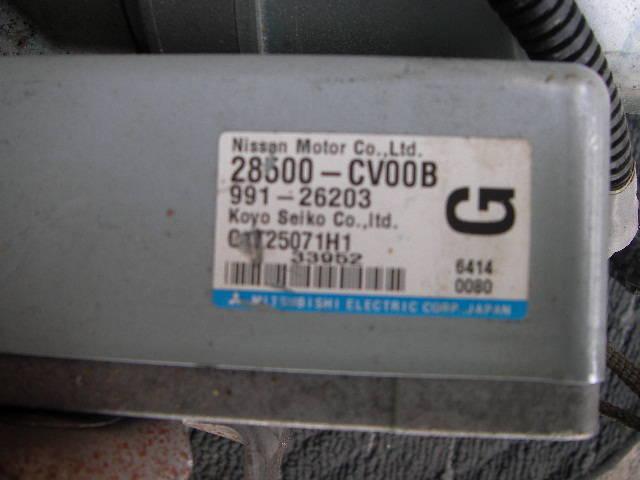 Nissan Motor Co.,Ltd.
28500-CV00B
991-26203
G
Koyo Seiko Co.,ltd.
Q1T25071H1
33952
6414
0080
MITSUBISHI ELECTRIC CORP.,JAPAN